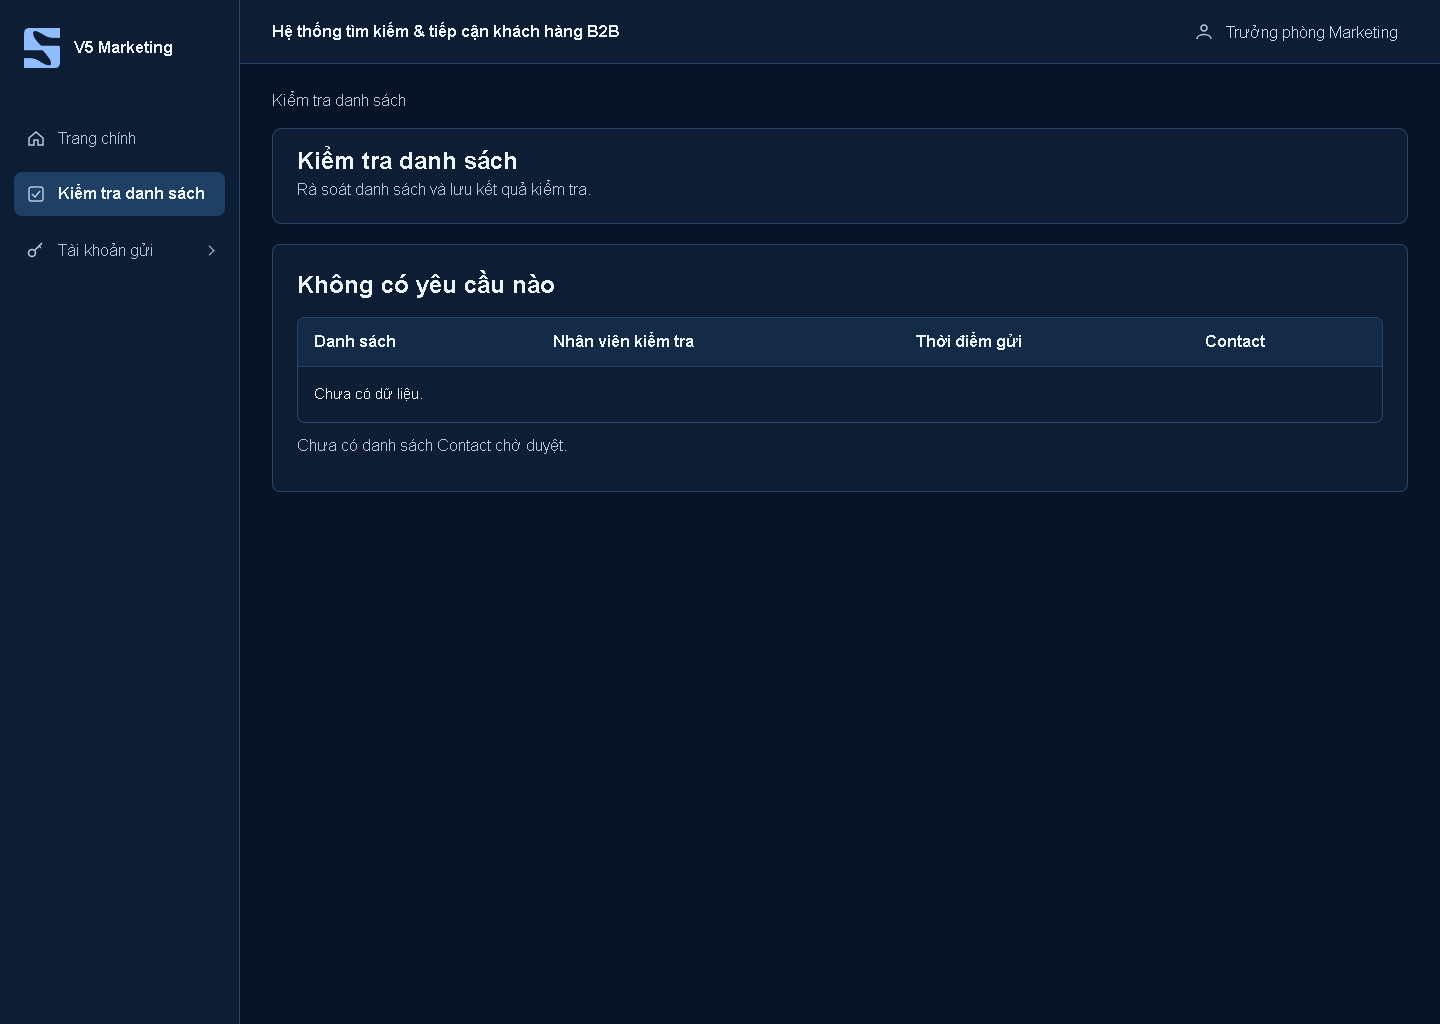 V5 Marketing
Hệ thống tìm kiếm & tiếp cận khách hàng B2B
Trưởng phòng Marketing
Trang chính
Kiểm tra danh sách
Tài khoản gửi
Kiểm tra danh sách
Kiểm tra danh sách
Rà soát danh sách và lưu kết quả kiểm tra.
Không có yêu cầu nào
Danh sách Nhân viên kiểm tra Thời điểm gửi Contact
Chưa có dữ liệu.
Chưa có danh sách Contact chờ duyệt.